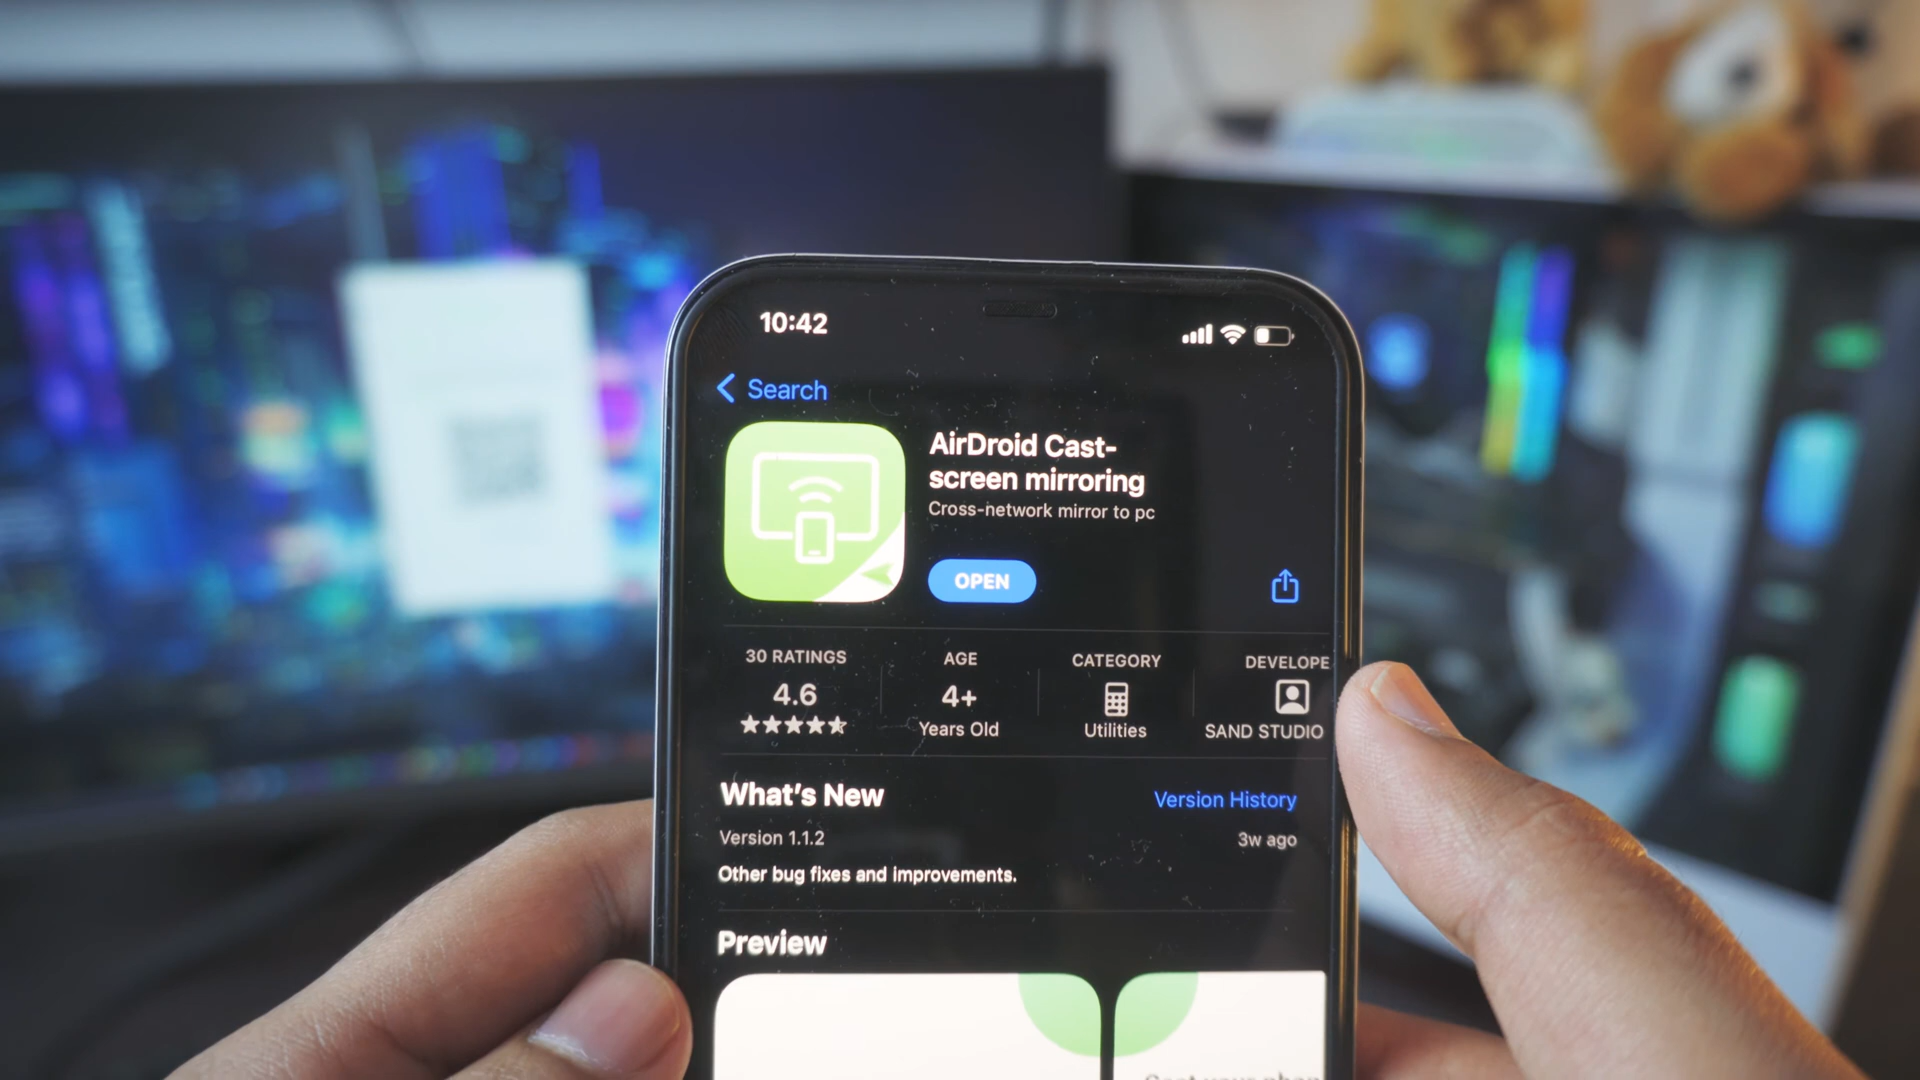 10:42
Search
AirDroid Cast-
screen mirroring
Cross-network mirror to pc
OPEN
30 RATINGS
AGE
CATEGORY
DEVELOPE
4.6
4+
Years Old
Utilities
SAND STUDIO
What's New
Version History
Version 1.1.2
3w ago
Other bug fixes and improvements.
Preview